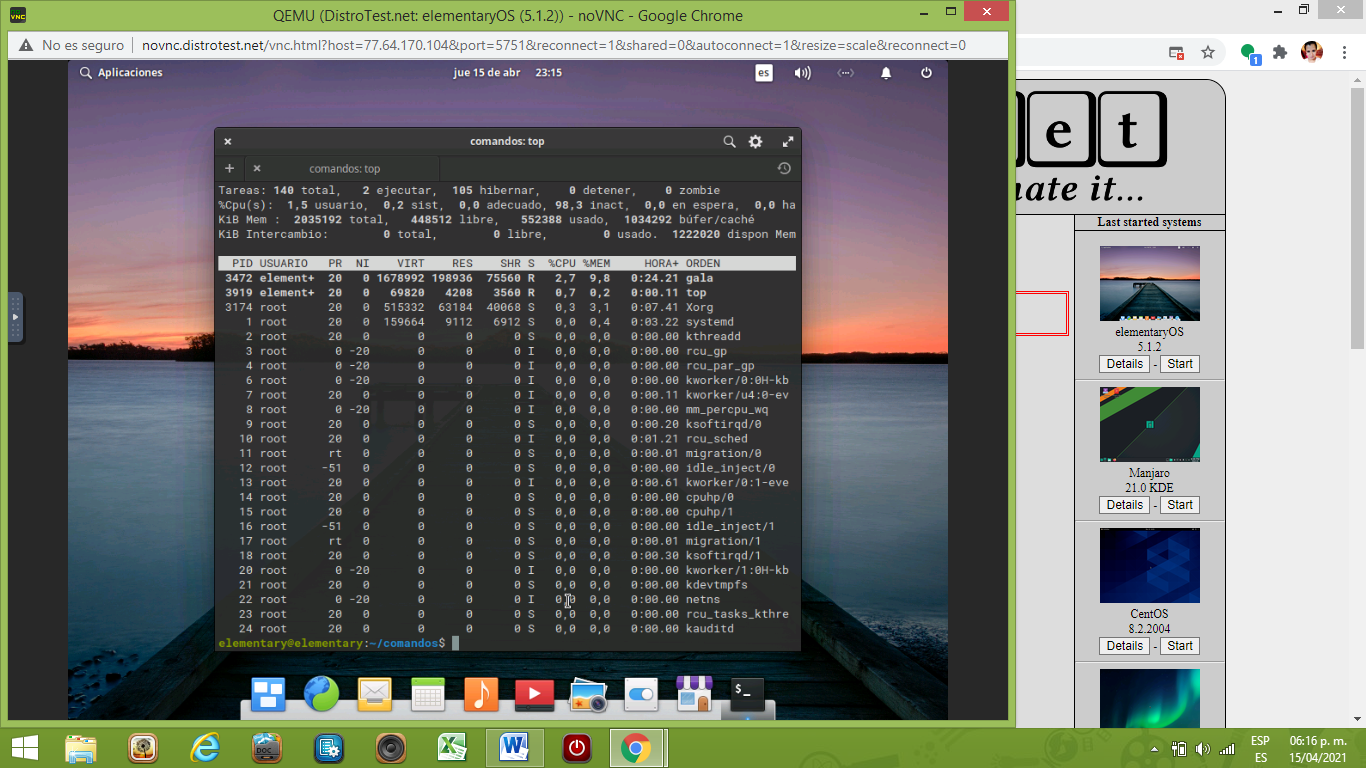 QEMU (DistroTest.net: elementaryOS (5.1.2)) - noVNC - Google Chrome
No es seguro | novnc.distrotest.net/vnc.html?host=77.64.170.104&port=5751&reconnect=1&shared=0&autoconnect=1&resize=scale&reconnect=0
Aplicaciones jue 15 de abr 23:15 es
comandos: top
comandos: top
Tareas: 140 total, 2 ejecutar, 105 hibernar, 0 detener, 0 zombie
%Cpu(s): 1,5 usuario, 0,2 sist, 0,0 adecuado, 98,3 inact, 0,0 en espera, 0,0 ha
KiB Mem : 2035192 total, 448512 libre, 552388 usado, 1034292 búfer/caché
KiB Intercambio: 0 total, 0 libre, 0 usado. 1222020 dispon Mem
PID USUARIO PR NI VIRT RES SHR S %CPU %MEM HORA+ ORDEN
3472 element+ 20 0 1678992 198936 75560 R 2,7 9,8 0:24.21 gala
3919 element+ 20 0 69820 4208 3560 R 0,7 0,2 0:00.11 top
3174 root 20 0 515332 63184 40068 S 0,3 3,1 0:07.41 Xorg
1 root 20 0 159664 9112 6912 S 0,0 0,4 0:03.22 systemd
2 root 20 0 0 0 0 S 0,0 0,0 0:00.00 kthreadd
3 root 0 -20 0 0 0 I 0,0 0,0 0:00.00 rcu_gp
4 root 0 -20 0 0 0 I 0,0 0,0 0:00.00 rcu_par_gp
6 root 0 -20 0 0 0 I 0,0 0,0 0:00.00 kworker/0:0H-kb
7 root 20 0 0 0 0 I 0,0 0,0 0:00.11 kworker/u4:0-ev
8 root 0 -20 0 0 0 I 0,0 0,0 0:00.00 mm_percpu_wq
9 root 20 0 0 0 0 S 0,0 0,0 0:00.20 ksoftirqd/0
10 root 20 0 0 0 0 I 0,0 0,0 0:01.21 rcu_sched
11 root rt 0 0 0 0 S 0,0 0,0 0:00.01 migration/0
12 root -51 0 0 0 0 S 0,0 0,0 0:00.00 idle_inject/0
13 root 20 0 0 0 0 I 0,0 0,0 0:00.61 kworker/0:1-eve
14 root 20 0 0 0 0 S 0,0 0,0 0:00.00 cpuhp/0
15 root 20 0 0 0 0 S 0,0 0,0 0:00.00 cpuhp/1
16 root -51 0 0 0 0 S 0,0 0,0 0:00.00 idle_inject/1
17 root rt 0 0 0 0 S 0,0 0,0 0:00.01 migration/1
18 root 20 0 0 0 0 S 0,0 0,0 0:00.30 ksoftirqd/1
20 root 0 -20 0 0 0 I 0,0 0,0 0:00.00 kworker/1:0H-kb
21 root 20 0 0 0 0 S 0,0 0,0 0:00.00 kdevtmpfs
22 root 0 -20 0 0 0 I 0,0 0,0 0:00.00 netns
23 root 20 0 0 0 0 S 0,0 0,0 0:00.00 rcu_tasks_kthre
24 root 20 0 0 0 0 S 0,0 0,0 0:00.00 kauditd
elementary@elementary:~/comandos$
e t
nate it...
Last started systems
elementaryOS
5.1.2
Details - Start
Manjaro
21.0 KDE
Details - Start
CentOS
8.2.2004
Details - Start
ESP 06:16 p. m.
ES 15/04/2021